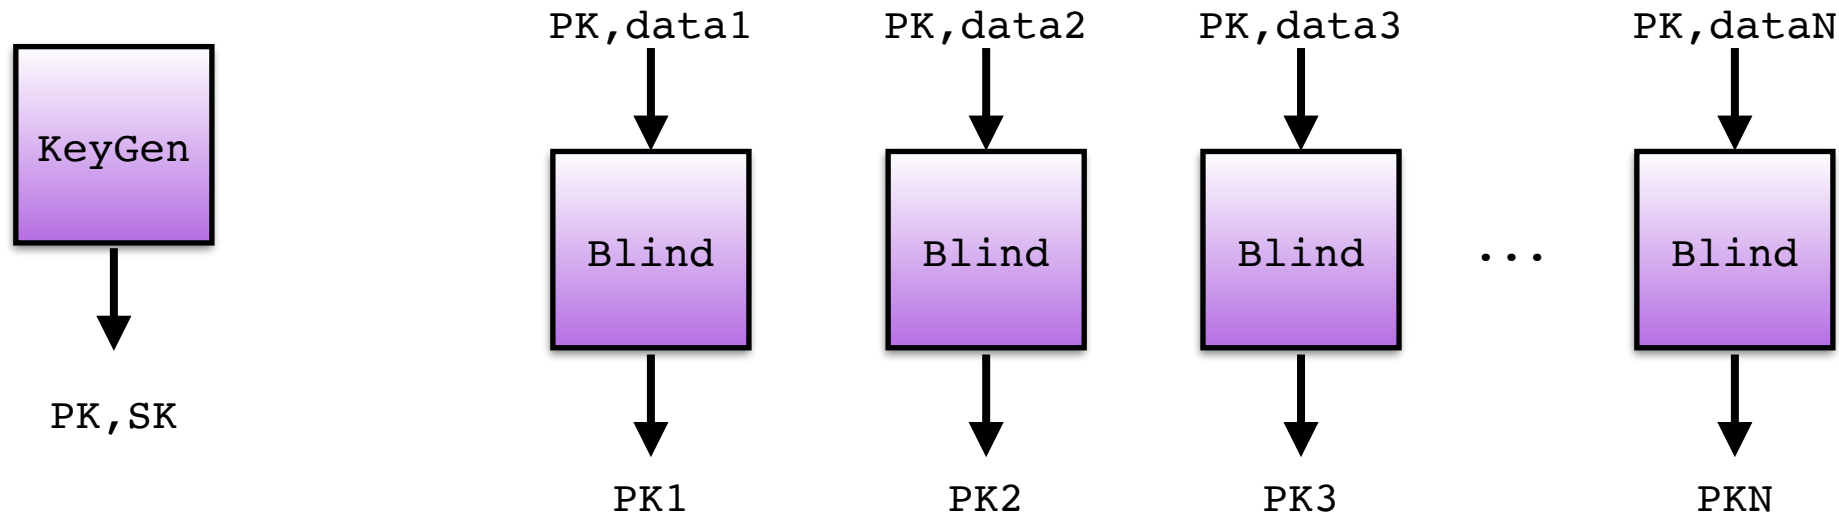 PK,data1 PK,data2 PK,data3 PK,dataN
KeyGen
Blind Blind Blind ... Blind
PK,SK
PK1 PK2 PK3 PKN